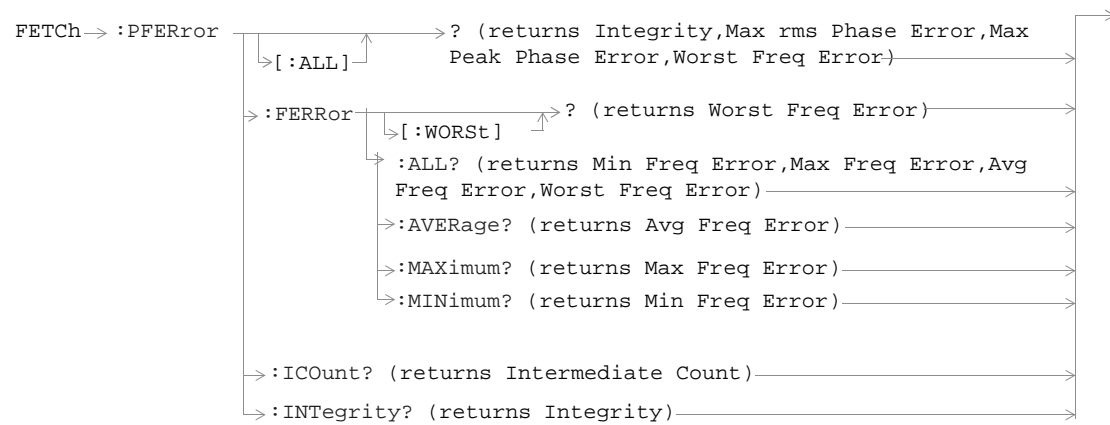 FETCh :PFERror ? (returns Integrity,Max rms Phase Error,Max
[:ALL] Peak Phase Error,Worst Freq Error)
:FERRor ? (returns Worst Freq Error)
[:WORSt]
:ALL? (returns Min Freq Error,Max Freq Error,Avg
Freq Error,Worst Freq Error)
:AVERage? (returns Avg Freq Error)
:MAXimum? (returns Max Freq Error)
:MINimum? (returns Min Freq Error)
:ICOunt? (returns Intermediate Count)
:INTegrity? (returns Integrity)